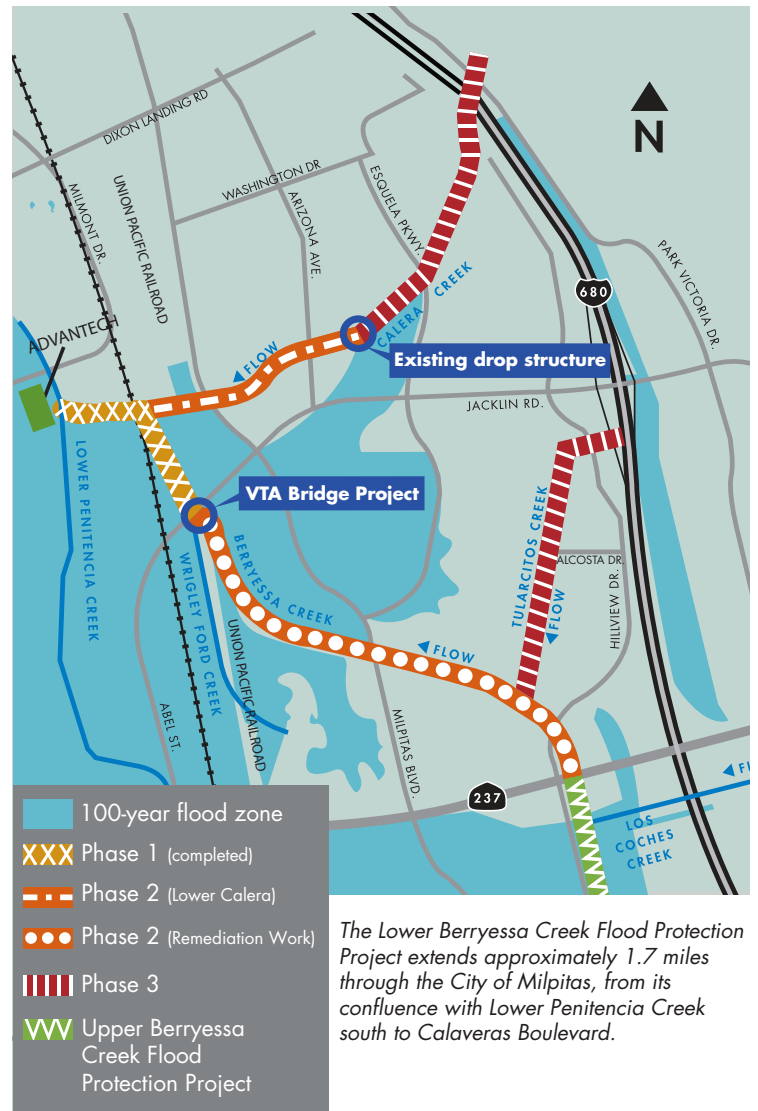 DIXON LANDING RD
N
WASHINGTON DR
MILMONT DR.
UNION PACIFIC RAILROAD
ARIZONA AVE.
ESQUELA PKWY.
PARK VICTORIA DR.
680
CALERA CREEK
ADVANTECH
FLOW
Existing drop structure
JACKLIN RD.
LOWER PENITENCIA CREEK
VTA Bridge Project
BERRYESSA CREEK
WRIGLEY FORD CREEK
TULARCITOS CREEK
FLOW
ALCOSTA DR.
HILLVIEW DR.
FLOW
UNION PACIFIC RAILROAD
ABEL ST.
MILPITAS BLVD.
237
LOS
COCHES
CREEK
100-year flood zone
Phase 1 (completed)
Phase 2 (Lower Calera)
Phase 2 (Remediation Work)
Phase 3
Upper Berryessa
Creek Flood
Protection Project
The Lower Berryessa Creek Flood Protection
Project extends approximately 1.7 miles
through the City of Milpitas, from its
confluence with Lower Penitencia Creek
south to Calaveras Boulevard.